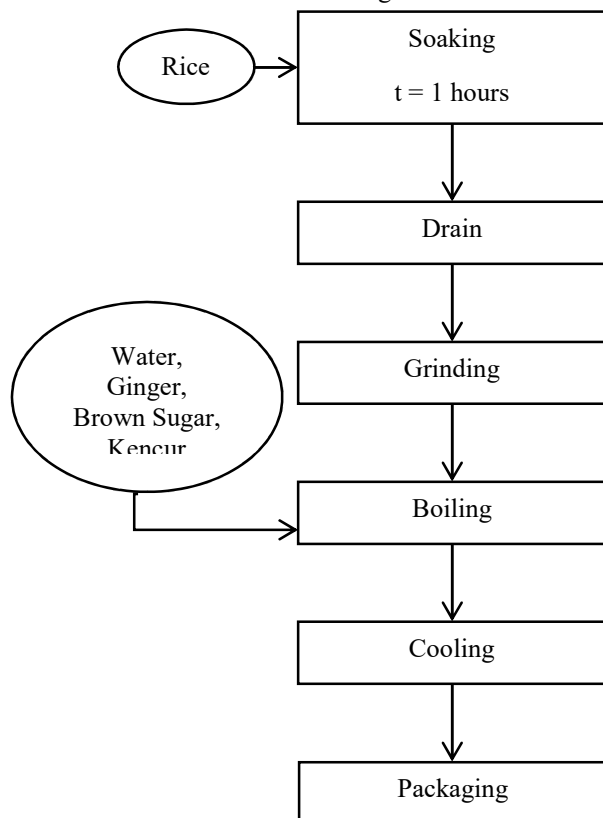 Rice
Soaking
t = 1 hours
Drain
Grinding
Water,
Ginger,
Brown Sugar,
Kencur
Boiling
Cooling
Packaging